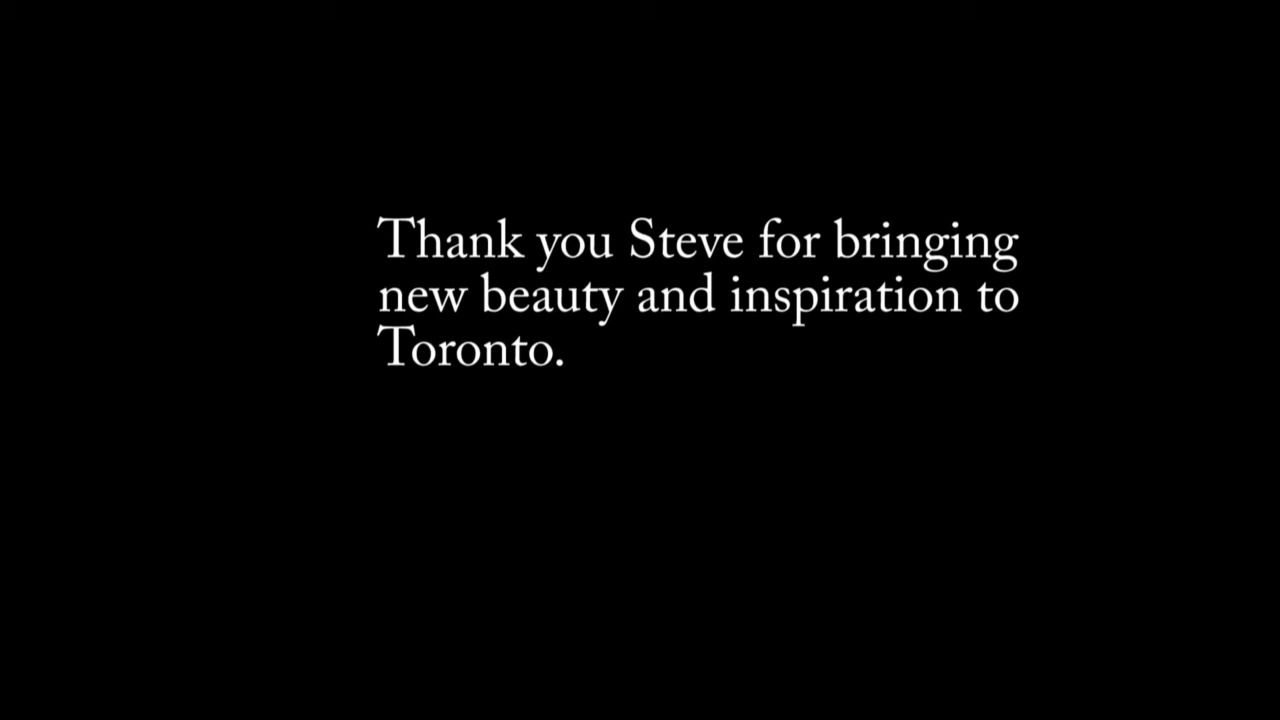 Thank you Steve for bringing
new beauty and inspiration to
Toronto.